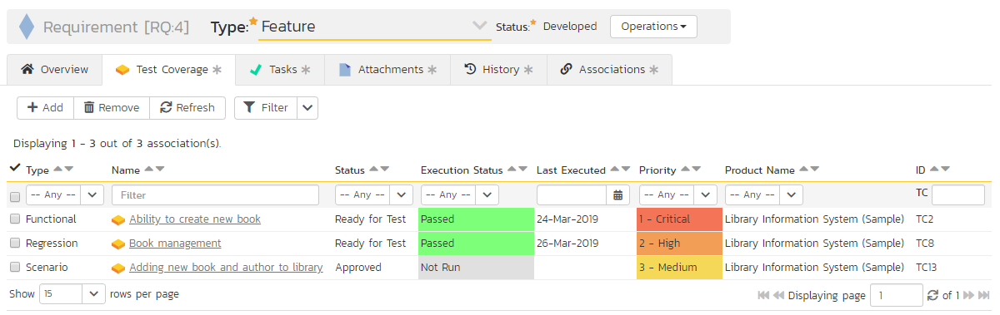 Requirement [RQ:4] Type:* Feature Status:* Developed Operations
Overview Test Coverage * Tasks * Attachments * History * Associations *
+ Add Remove Refresh Filter
Displaying 1 - 3 out of 3 association(s).
Type Name Status Execution Status Last Executed Priority Product Name ID
-- Any -- Filter -- Any -- -- Any -- -- Any -- -- Any -- TC
Functional Ability to create new book Ready for Test Passed 24-Mar-2019 1 - Critical Library Information System (Sample) TC2
Regression Book management Ready for Test Passed 26-Mar-2019 2 - High Library Information System (Sample) TC8
Scenario Adding new book and author to library Approved Not Run 3 - Medium Library Information System (Sample) TC13
Show 15 rows per page Displaying page 1 of 1